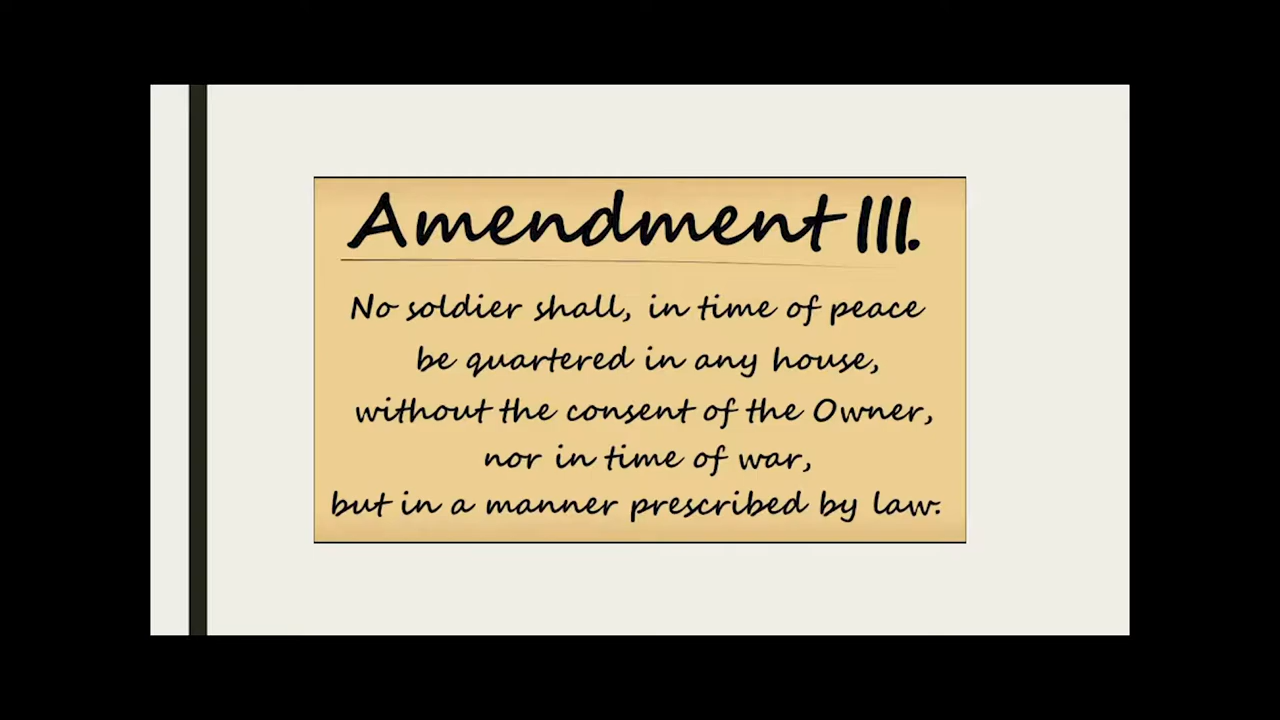 Amendment III.
No soldier shall, in time of peace
be quartered in any house,
without the consent of the Owner,
nor in time of war,
but in a manner prescribed by law.